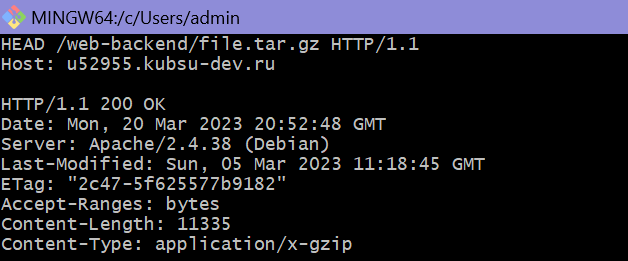 MINGW64:/c/Users/admin
HEAD /web-backend/file.tar.gz HTTP/1.1
Host: u52955.kubsu-dev.ru
HTTP/1.1 200 OK
Date: Mon, 20 Mar 2023 20:52:48 GMT
Server: Apache/2.4.38 (Debian)
Last-Modified: Sun, 05 Mar 2023 11:18:45 GMT
ETag: "2c47-5f625577b9182"
Accept-Ranges: bytes
Content-Length: 11335
Content-Type: application/x-gzip